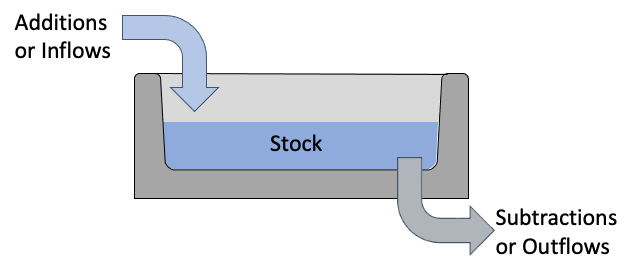 Additions
or Inflows
Stock
Subtractions
or Outflows